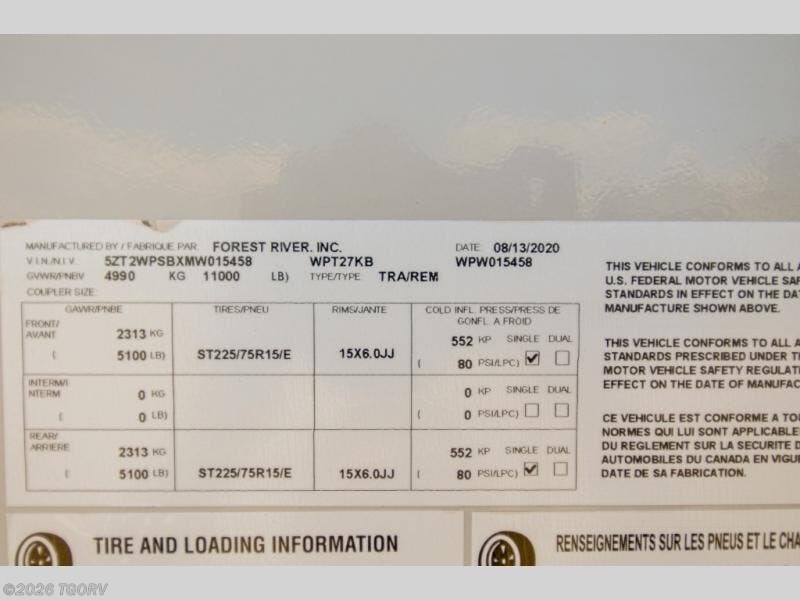 MANUFACTURED BY / FABRIQUE PAR: FOREST RIVER. INC. DATE: 08/13/2020
V.I.N./N.I.V. 5ZT2WPSBXMW015458 WPT27KB WPW015458
GVWR/PNBV 4990 KG 11000 LB) TYPE/TYPE TRA/REM
COUPLER SIZE:
GAWR/PNBE TIRES/PNEU RIMS/JANTE COLD INFL. PRESS/PRESS DE GONFL. A FROID
FRONT/
AVANT 2313 KG 552 KP SINGLE DUAL
( 5100 LB) ST225/75R15/E 15X6.0JJ ( 80 PSI/LPC)
INTERM/I
NTERM 0 KG 0 KP SINGLE DUAL
( 0 LB) ( 0 PSI/LPC)
REAR/
ARRIERE 2313 KG 552 KP SINGLE DUAL
( 5100 LB) ST225/75R15/E 15X6.0JJ ( 80 PSI/LPC)
THIS VEHICLE CONFORMS TO ALL A
U.S. FEDERAL MOTOR VEHICLE SAF
STANDARDS IN EFFECT ON THE DAT
MANUFACTURE SHOWN ABOVE.
THIS VEHICLE CONFORMS TO ALL A
STANDARDS PRESCRIBED UNDER TH
MOTOR VEHICLE SAFETY REGULAT
EFFECT ON THE DATE OF MANUFAC
CE VEHICULE EST CONFORME A TOU
NORMES QUI LUI SONT APPLICABLE
DU REGLEMENT SUR LA SECURITE D
AUTOMOBILES DU CANADA EN VIGUE
DATE DE SA FABRICATION.
TIRE AND LOADING INFORMATION
RENSEIGNEMENTS SUR LES PNEUS ET LE CHA
©2026 TGORV